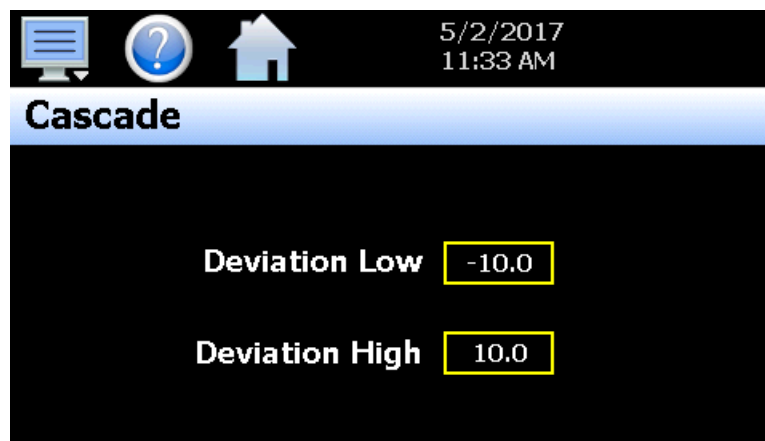 ?
5/2/2017
11:33 AM
Cascade
Deviation Low -10.0
Deviation High 10.0